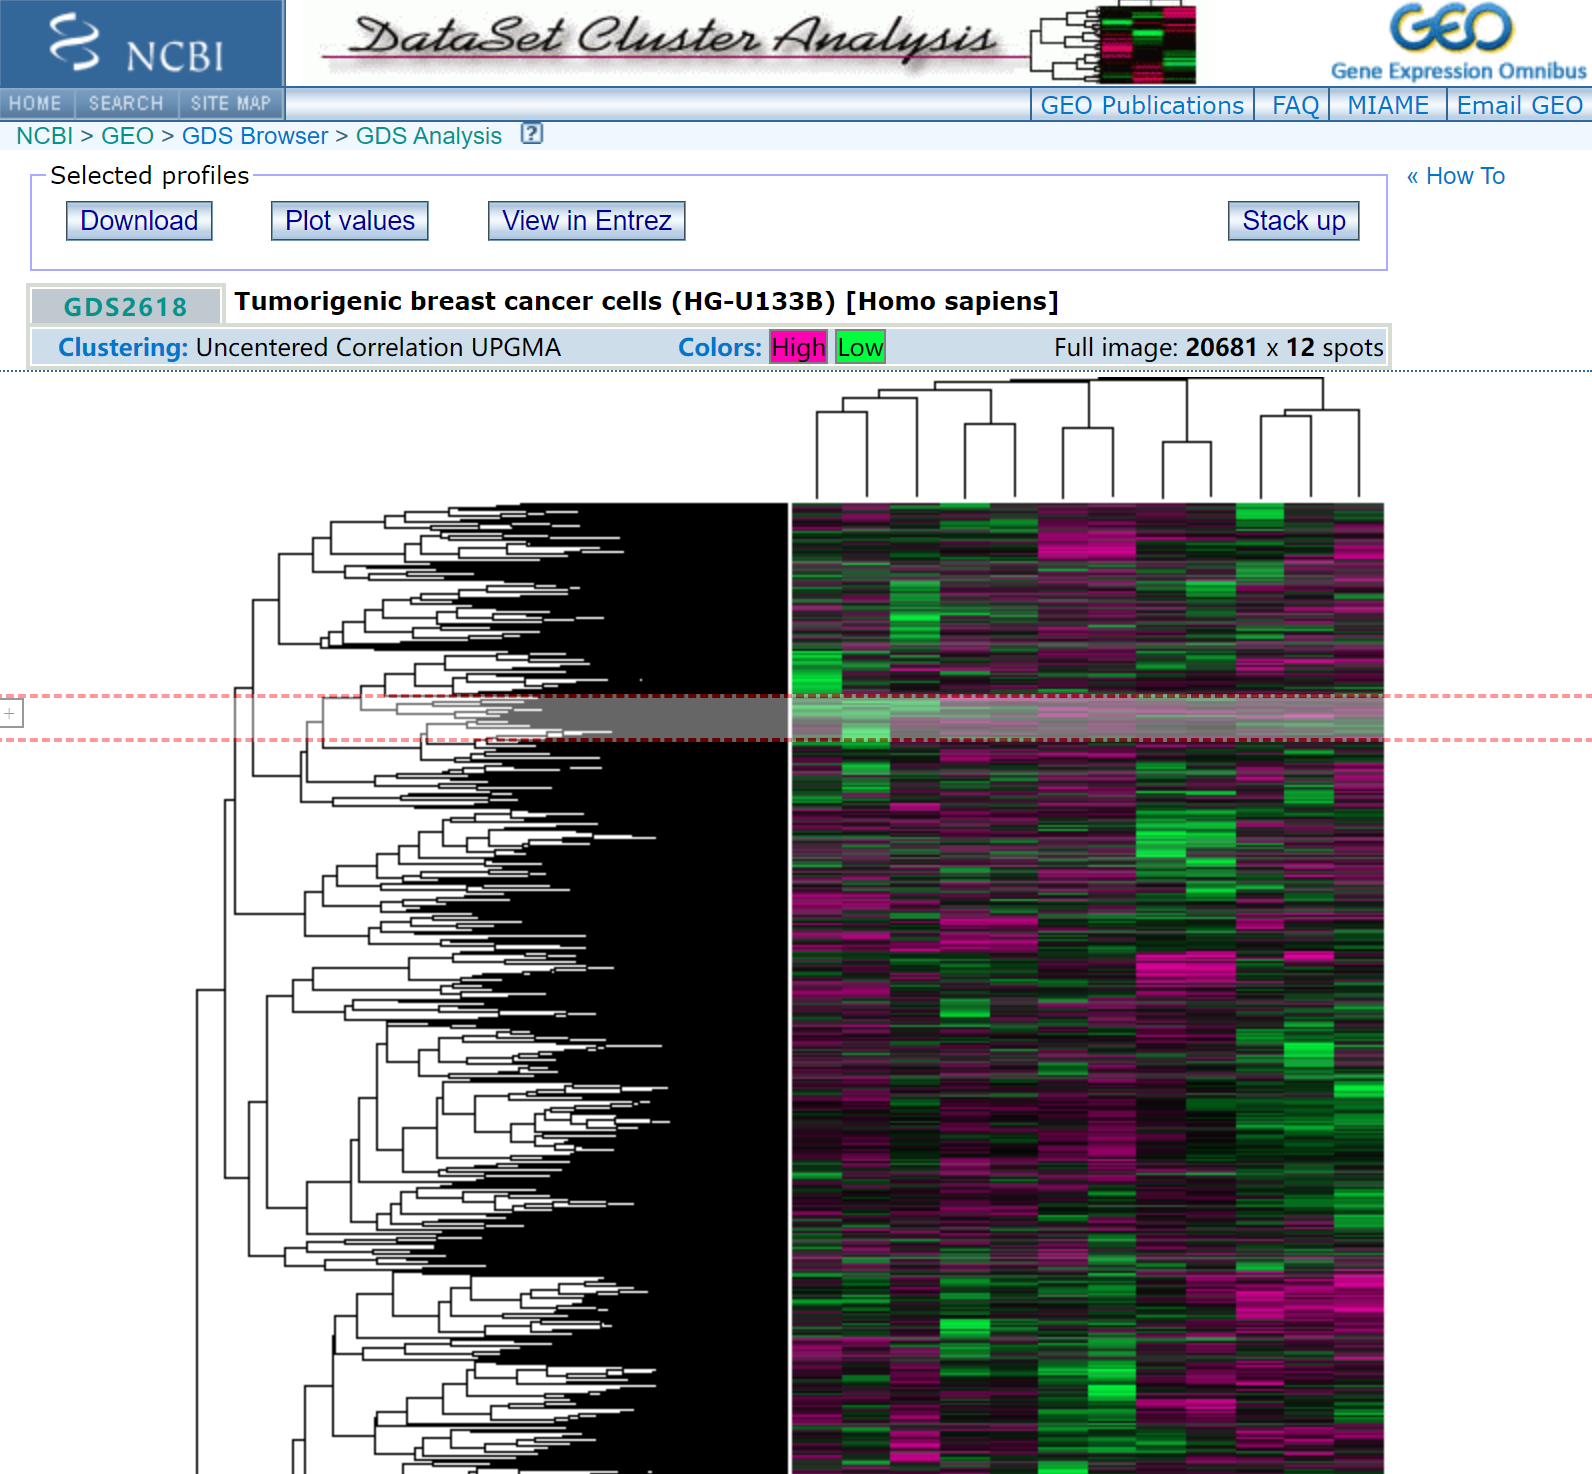 NCBI
DataSet Cluster Analysis
GEO
Gene Expression Omnibus
HOME SEARCH SITE MAP
GEO Publications FAQ MIAME Email GEO
NCBI > GEO > GDS Browser > GDS Analysis ?
Selected profiles
« How To
Download Plot values View in Entrez Stack up
GDS2618 Tumorigenic breast cancer cells (HG-U133B) [Homo sapiens]
Clustering: Uncentered Correlation UPGMA Colors: High Low Full image: 20681 x 12 spots